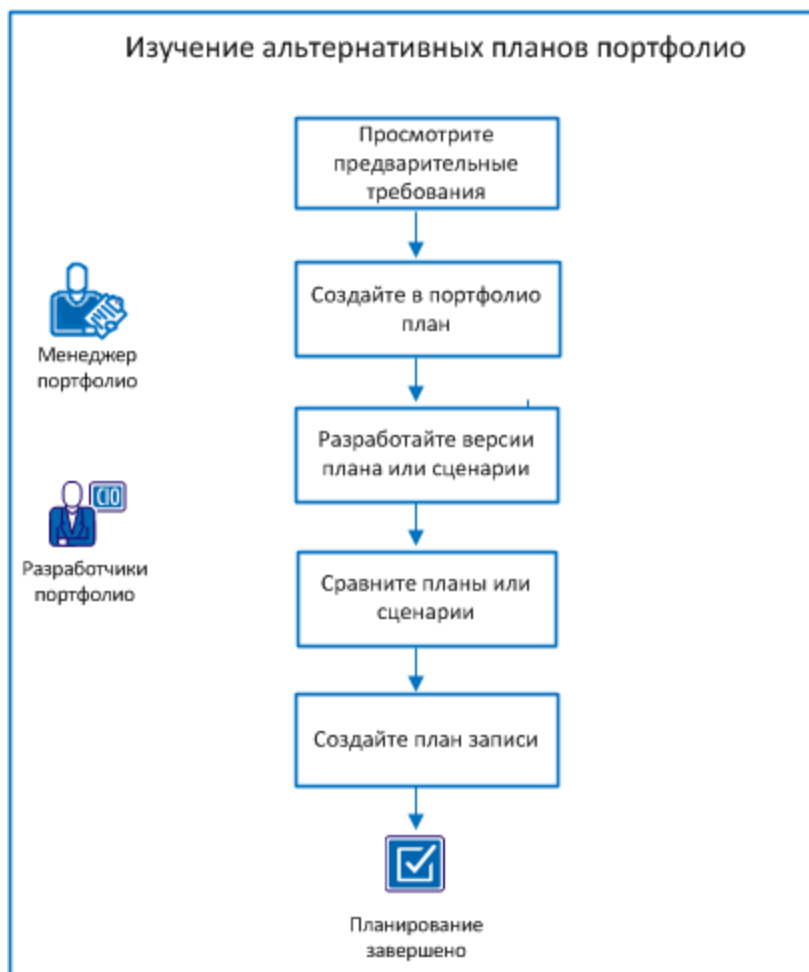 Изучение альтернативных планов портфолио
Просмотрите
предварительные
требования
Создайте в портфолио
план
Менеджер
портфолио
Разработайте версии
плана или сценарии
CIO
Разработчики
портфолио
Сравните планы или
сценарии
Создайте план записи
Планирование
завершено